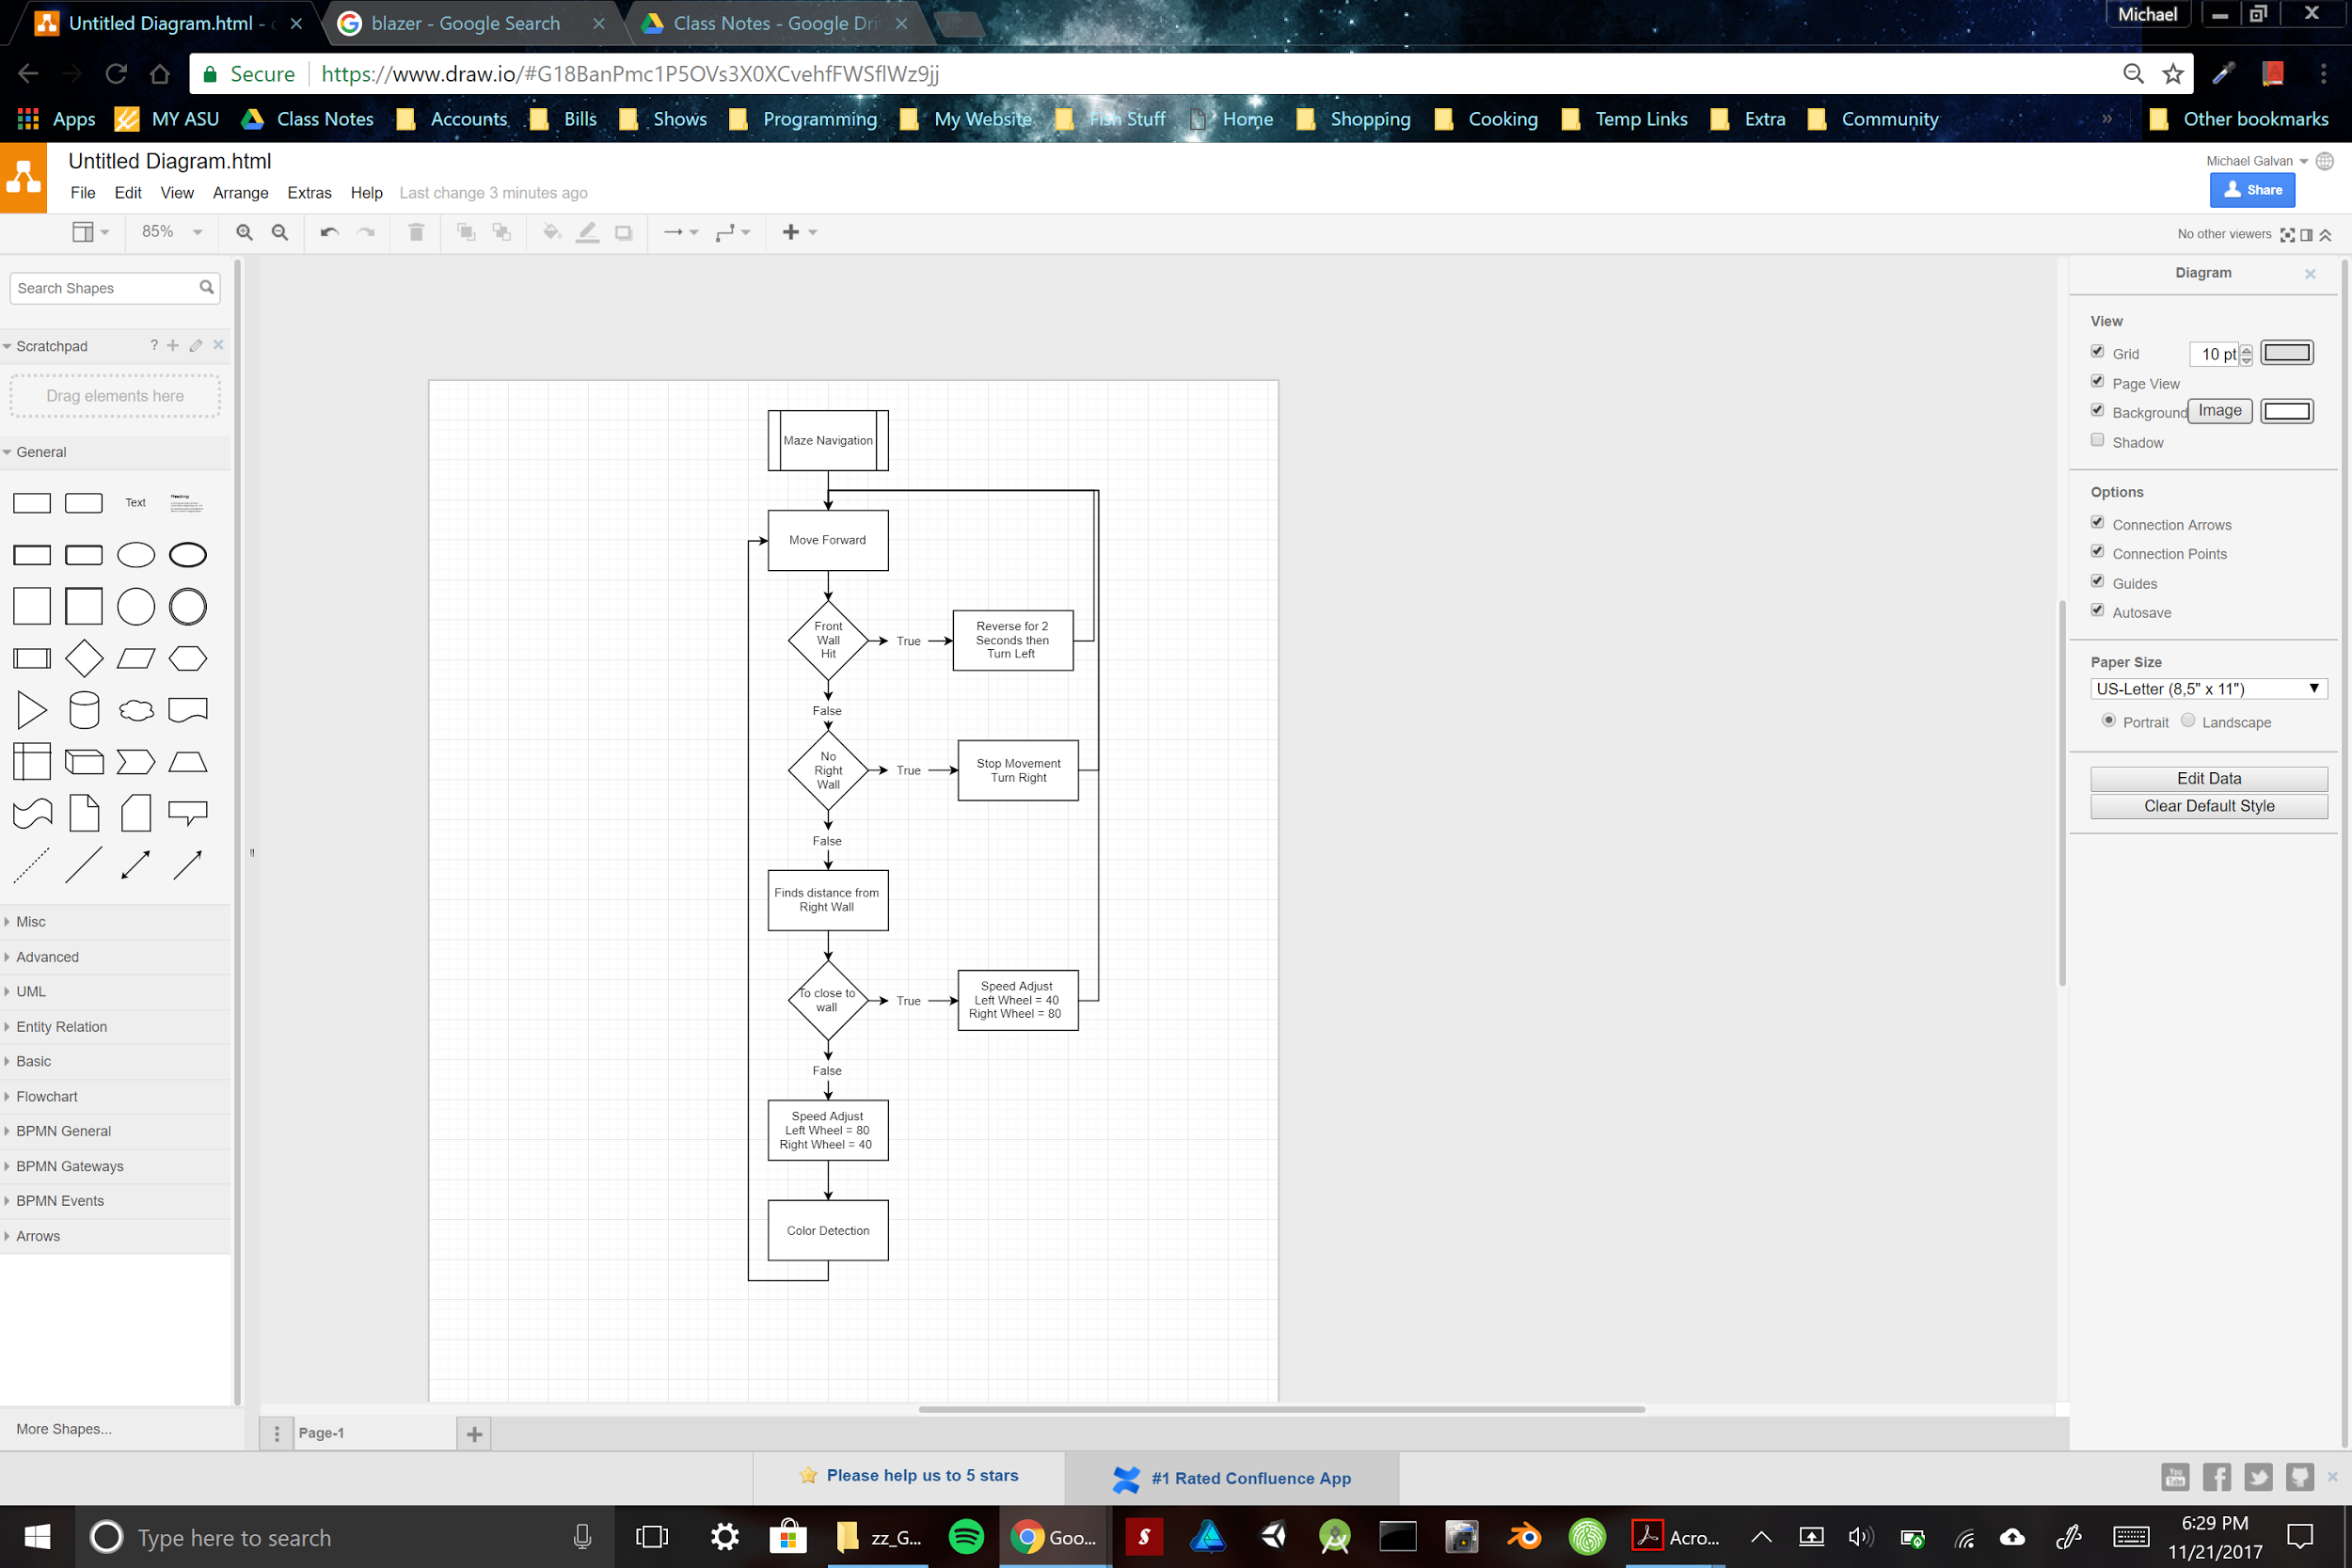 Untitled Diagram.html - d
blazer - Google Search
Class Notes - Google Dri
Michael
Secure
https://www.draw.io/#G18BanPmc1P5OVs3X0XCvehfFWSflWz9jj
Apps
MY ASU
Class Notes
Accounts
Bills
Shows
Programming
My Website
Fish Stuff
Home
Shopping
Cooking
Temp Links
Extra
Community
»
Other bookmarks
Untitled Diagram.html
Michael Galvan
File Edit View Arrange Extras Help Last change 3 minutes ago
Share
85%
No other viewers
Search Shapes
Scratchpad
?
Drag elements here
General
Text
Heading
Misc
Advanced
UML
Entity Relation
Basic
Flowchart
BPMN General
BPMN Gateways
BPMN Events
Arrows
More Shapes...
Maze Navigation
Move Forward
Front
Wall
Hit
True
Reverse for 2
Seconds then
Turn Left
False
No
Right
Wall
True
Stop Movement
Turn Right
False
Finds distance from
Right Wall
To close to
wall
True
Speed Adjust
Left Wheel = 40
Right Wheel = 80
False
Speed Adjust
Left Wheel = 80
Right Wheel = 40
Color Detection
Diagram
View
Grid
10 pt
Page View
Background
Image
Shadow
Options
Connection Arrows
Connection Points
Guides
Autosave
Paper Size
US-Letter (8,5" x 11")
Portrait
Landscape
Edit Data
Clear Default Style
Page-1
Please help us to 5 stars
#1 Rated Confluence App
You
Tube
Type here to search
zz_G...
Goo...
Acro...
6:29 PM
11/21/2017